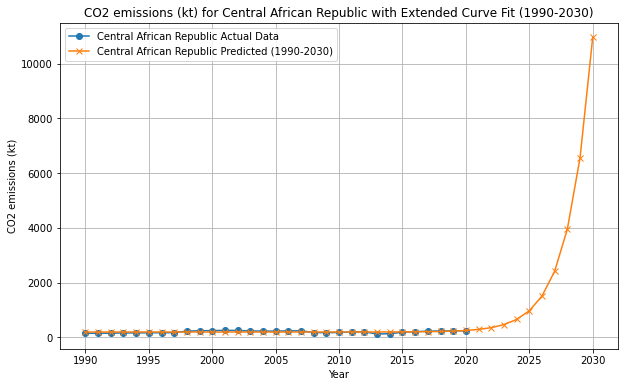 CO2 emissions (kt) for Central African Republic with Extended Curve Fit (1990-2030)
Central African Republic Actual Data
Central African Republic Predicted (1990-2030)
CO2 emissions (kt)
10000
8000
6000
4000
2000
0
1990 1995 2000 2005 2010 2015 2020 2025 2030
Year